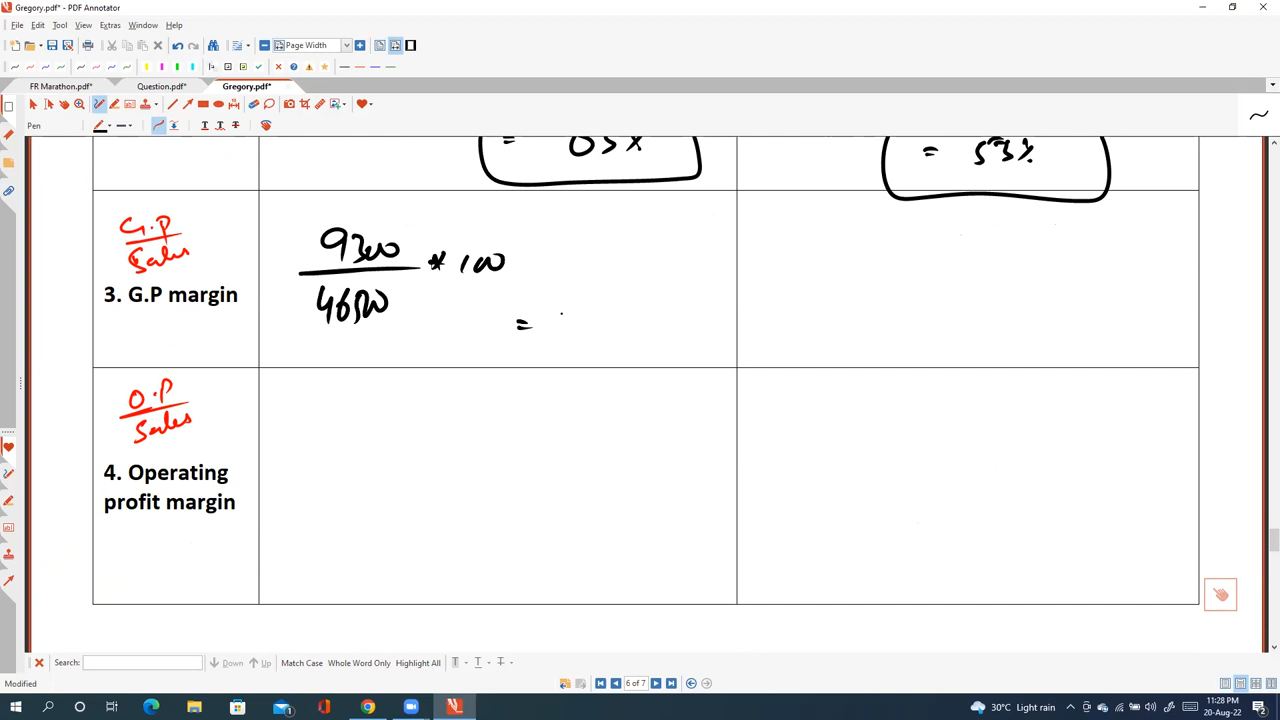 Gregory.pdf* - PDF Annotator
File Edit Tool View Extras Window Help
Page Width
FR Marathon.pdf* Question.pdf* Gregory.pdf*
Pen
= 53%
G.P
Sales
3. G.P margin
9300
46500
* 100
=
O.P
Sales
4. Operating
profit margin
Search: Down Up Match Case Whole Word Only Highlight All
Modified
6 of 7
30°C Light rain
11:28 PM
20-Aug-22
2